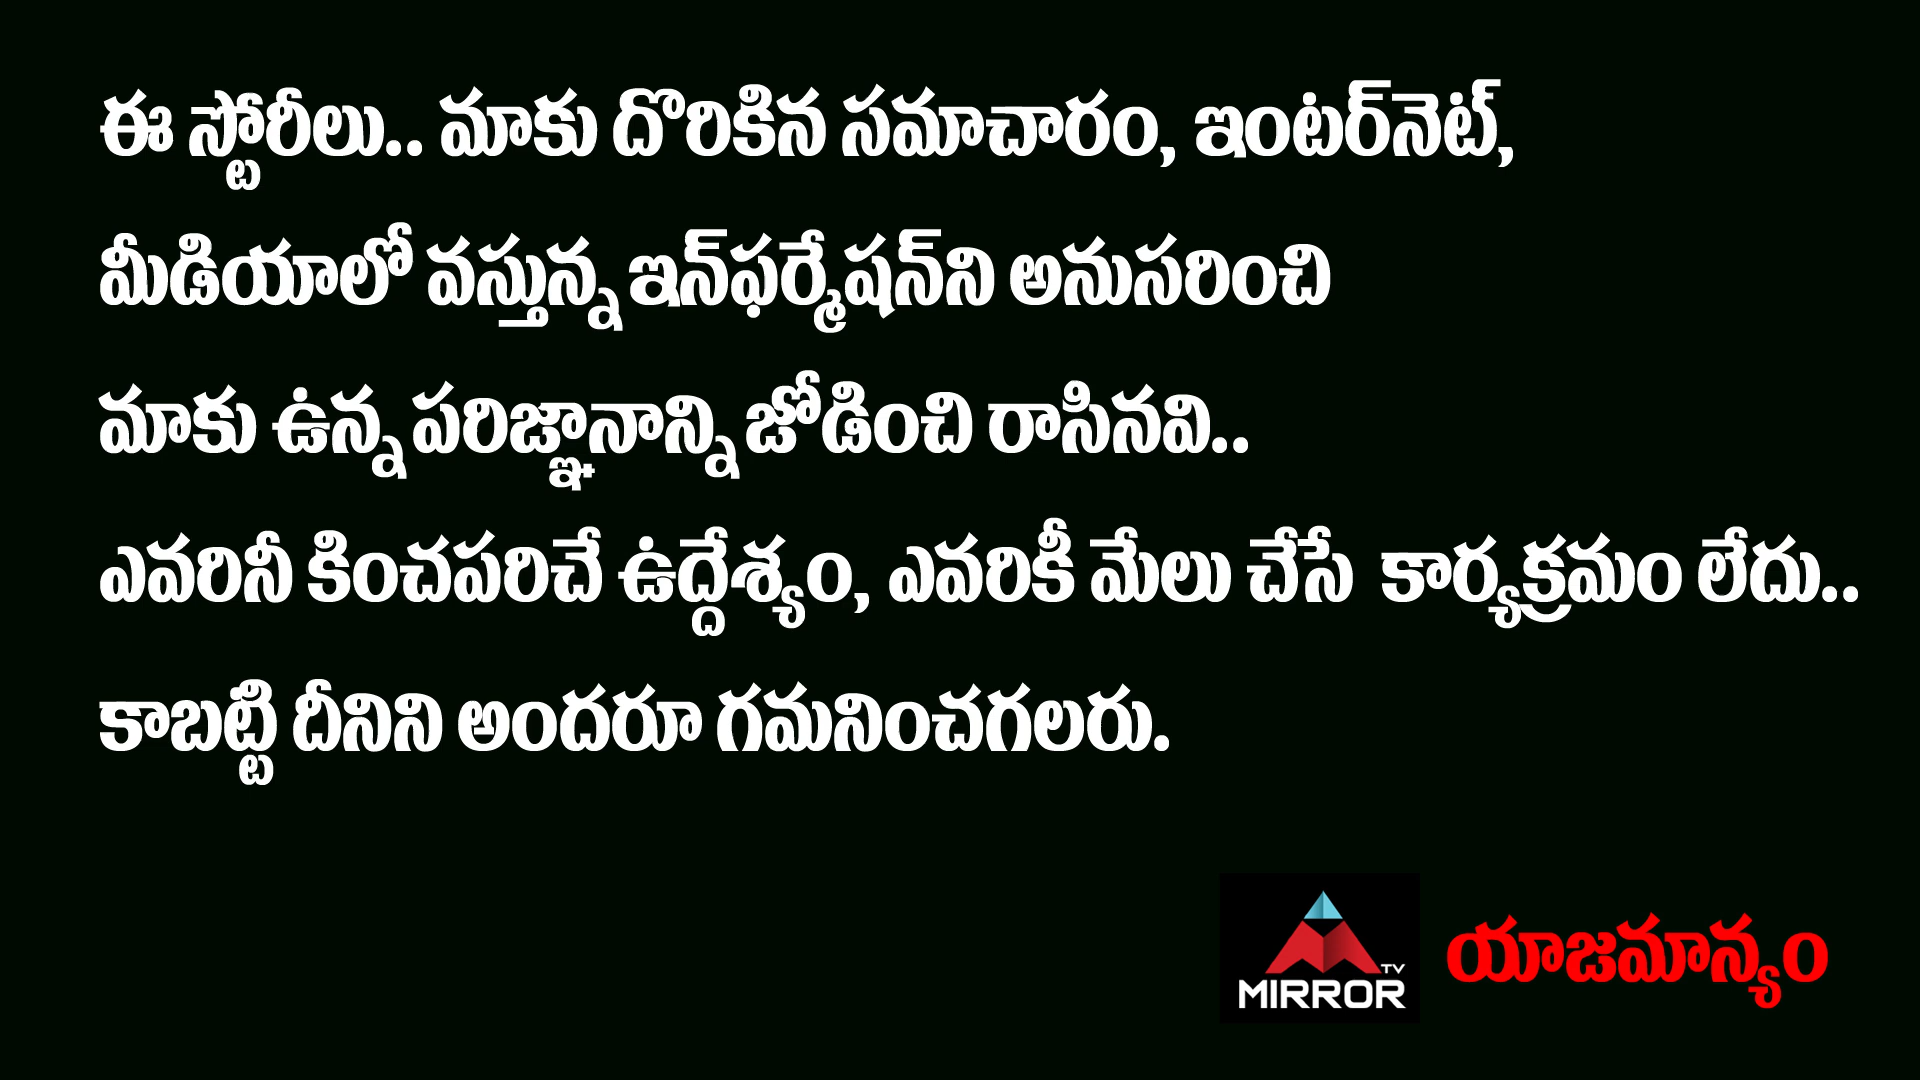 ఈ స్టోరీలు.. మాకు దొరికిన సమాచారం, ఇంటర్‌నెట్,
మీడియాలో వస్తున్న ఇన్‌ఫర్మేషన్‌ని అనుసరించి
మాకు ఉన్న పరిజ్ఞానాన్ని జోడించి రాసినవి..
ఎవరినీ కించపరిచే ఉద్దేశ్యం, ఎవరికీ మేలు చేసే  కార్యక్రమం లేదు..
కాబట్టి దీనిని అందరూ గమనించగలరు.
TV
MIRROR
యాజమాన్యం